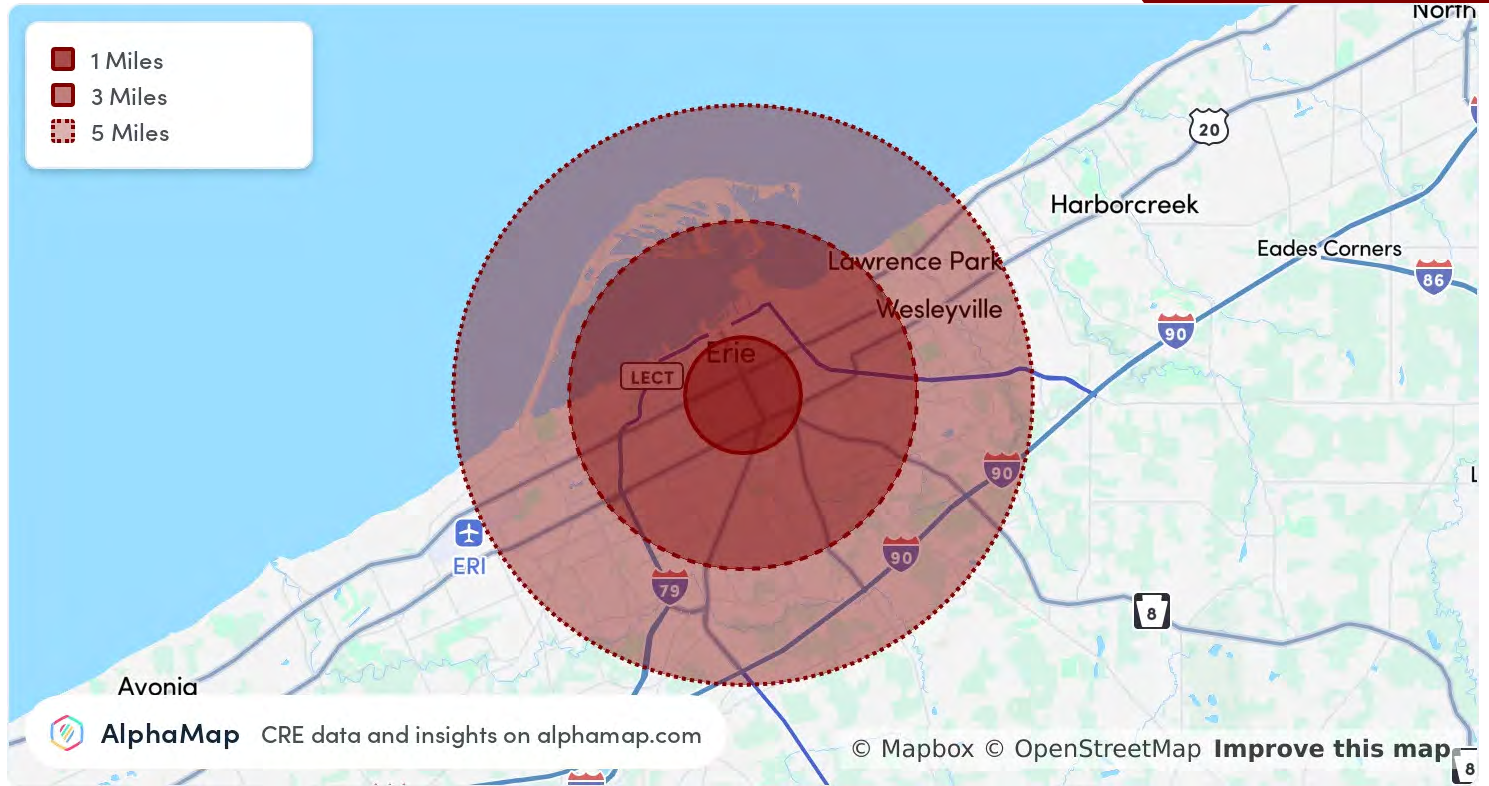 North
1 Miles
3 Miles
5 Miles
20
Harborcreek
Eades Corners
86
Lawrence Park
Wesleyville
90
Erie
LECT
90
90
ERI
79
8
Avonia
AlphaMap CRE data and insights on alphamap.com
© Mapbox © OpenStreetMap Improve this map
8